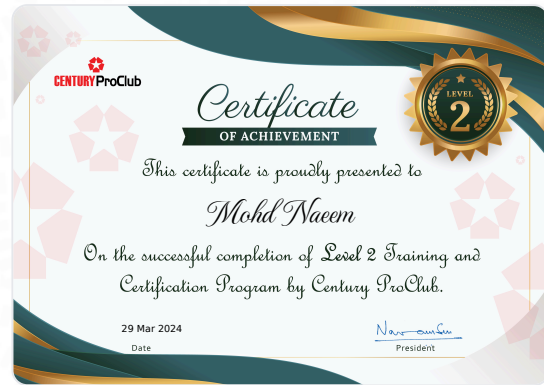 CENTURY ProClub
Certificate
OF ACHIEVEMENT
LEVEL
2
This certificate is proudly presented to
Mohd Naeem
On the successful completion of Level 2 Training and
Certification Program by Century ProClub.
29 Mar 2024
Date
President